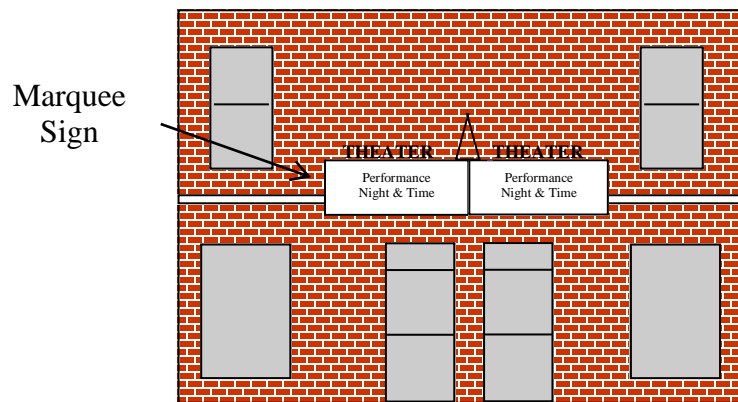 Marquee
Sign
THEATER THEATER
Performance
Night & Time
Performance
Night & Time